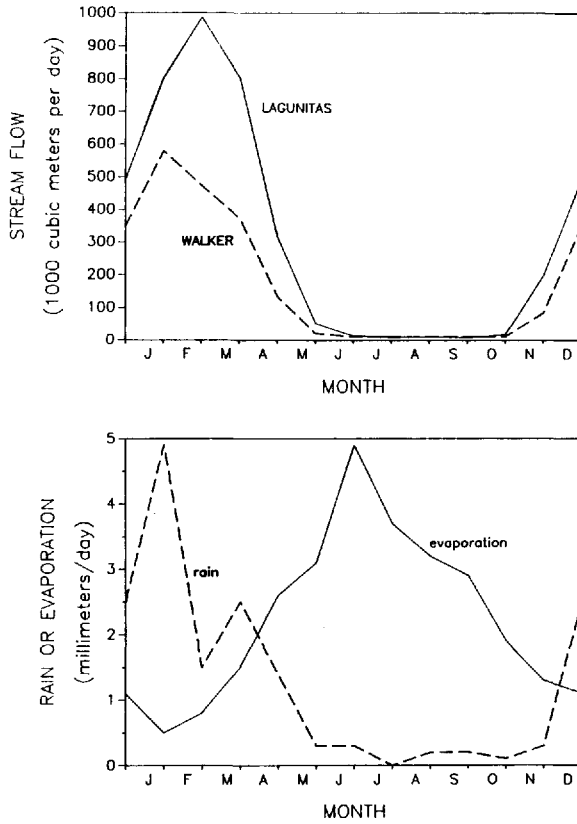 1000
900
800
700
600
500
400
300
200
100
0
STREAM FLOW
(1000 cubic meters per day)
LAGUNITAS
WALKER
J F M A M J J A S O N D
MONTH
5
4
3
2
1
0
RAIN OR EVAPORATION
(millimeters/day)
rain
evaporation
J F M A M J J A S O N D
MONTH